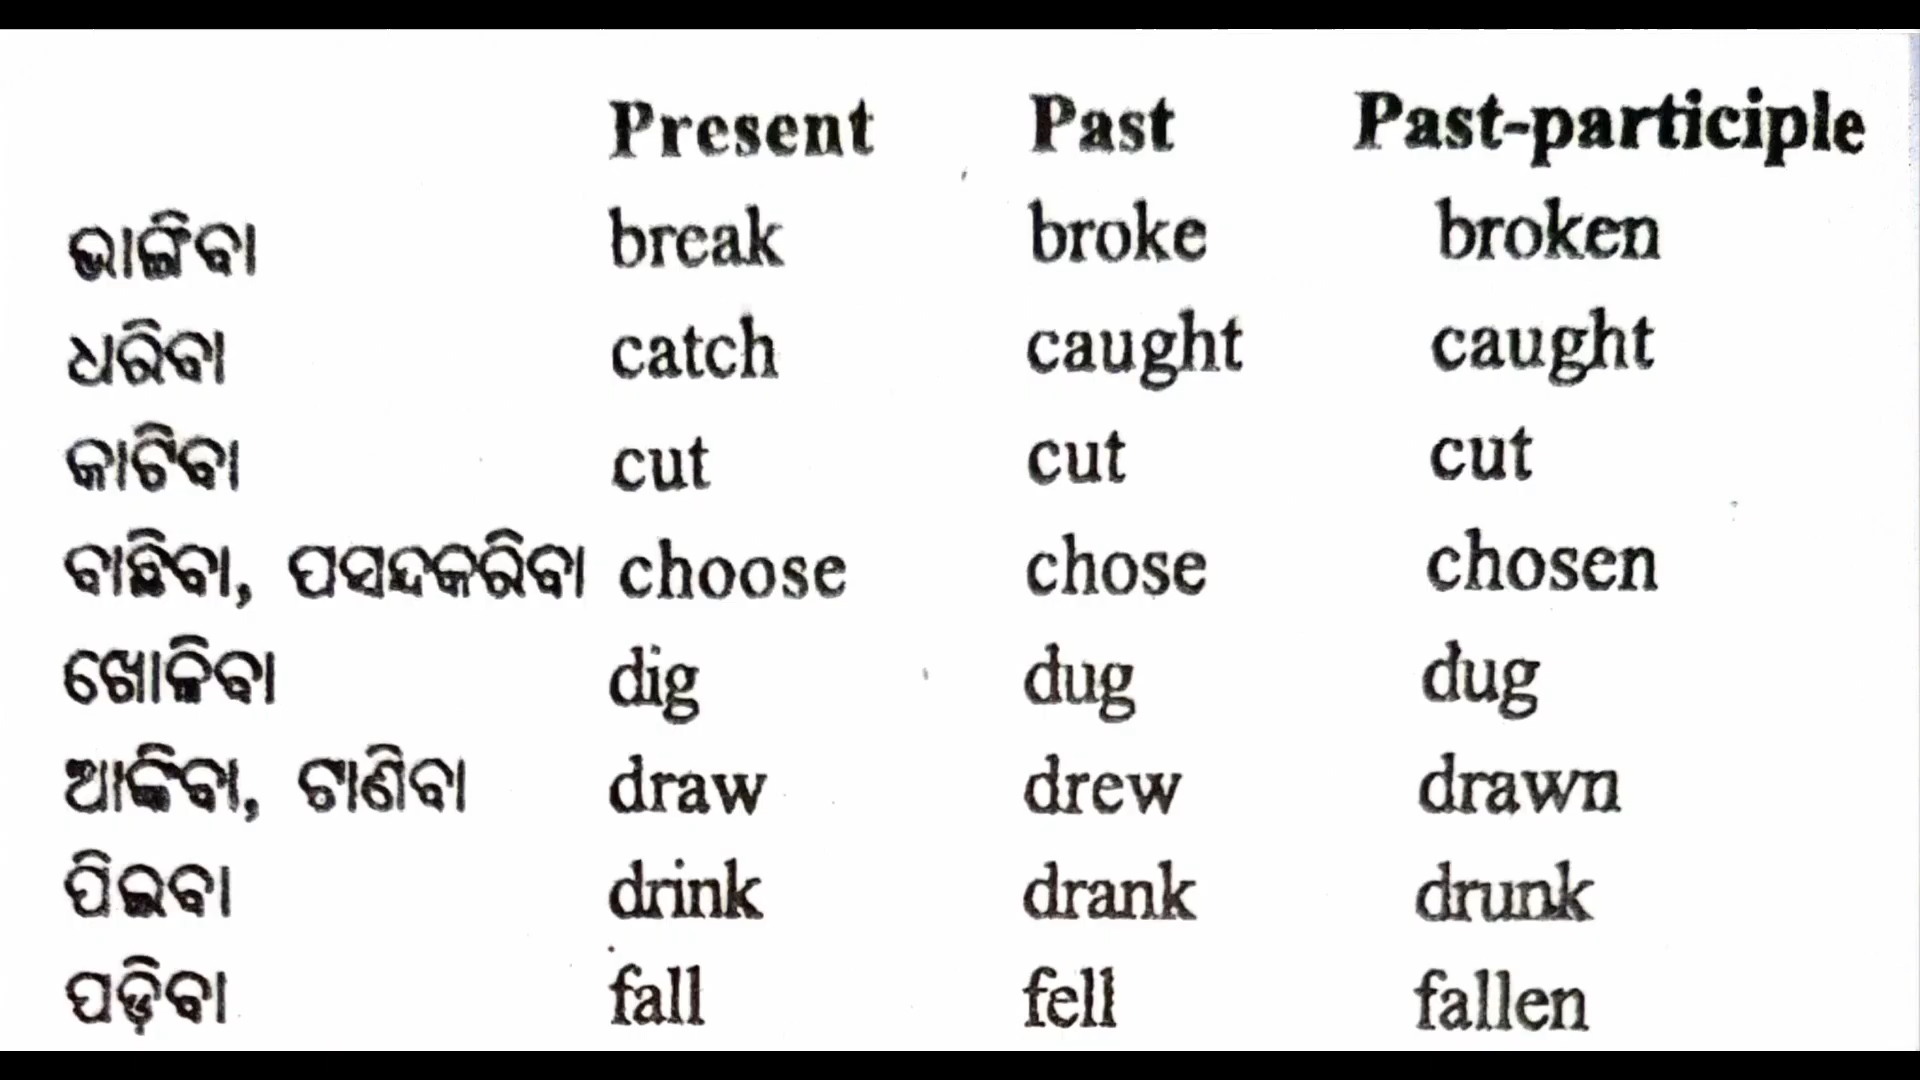 Present Past Past-participle
ଭାଙ୍ଗିବା break broke broken
ଧରିବା catch caught caught
କାଟିବା cut cut cut
ବାଛିବା, ପସନ୍ଦକରିବା choose chose chosen
ଖୋଳିବା dig dug dug
ଆଙ୍କିବା, ଟାଣିବା draw drew drawn
ପିଇବା drink drank drunk
ପଡ଼ିବା fall fell fallen